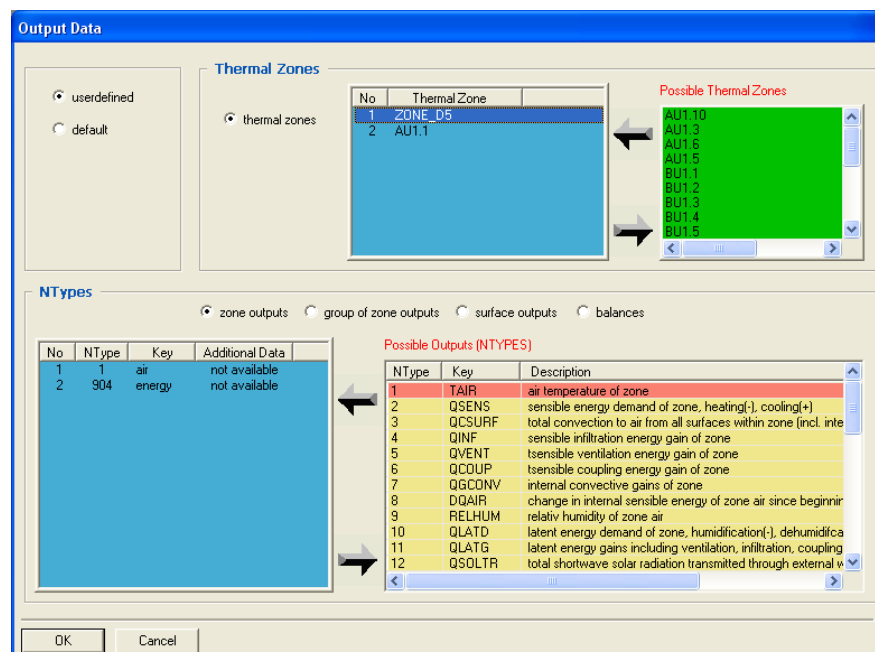 Output Data
userdefined
default
Thermal Zones
thermal zones
No Thermal Zone
1 ZONE_D5
2 AU1.1
Possible Thermal Zones
AU1.10
AU1.3
AU1.6
AU1.5
BU1.1
BU1.2
BU1.3
BU1.4
BU1.5
NTypes
zone outputs group of zone outputs surface outputs balances
No NType Key Additional Data
1 1 air not available
2 904 energy not available
Possible Outputs (NTYPES)
NType Key Description
1 TAIR air temperature of zone
2 QSENS sensible energy demand of zone, heating(-), cooling(+)
3 QCSURF total convection to air from all surfaces within zone (incl. inte
4 QINF sensible infiltration energy gain of zone
5 QVENT tsensible ventilation energy gain of zone
6 QCOUP tsensible coupling energy gain of zone
7 QGCONV internal convective gains of zone
8 DQAIR change in internal sensible energy of zone air since beginnin
9 RELHUM relativ humidity of zone air
10 QLATD latent energy demand of zone, humidification(-), dehumidifca
11 QLATG latent energy gains including ventilation, infiltration, coupling
12 QSOLTR total shortwave solar radiation transmitted through external w
OK Cancel